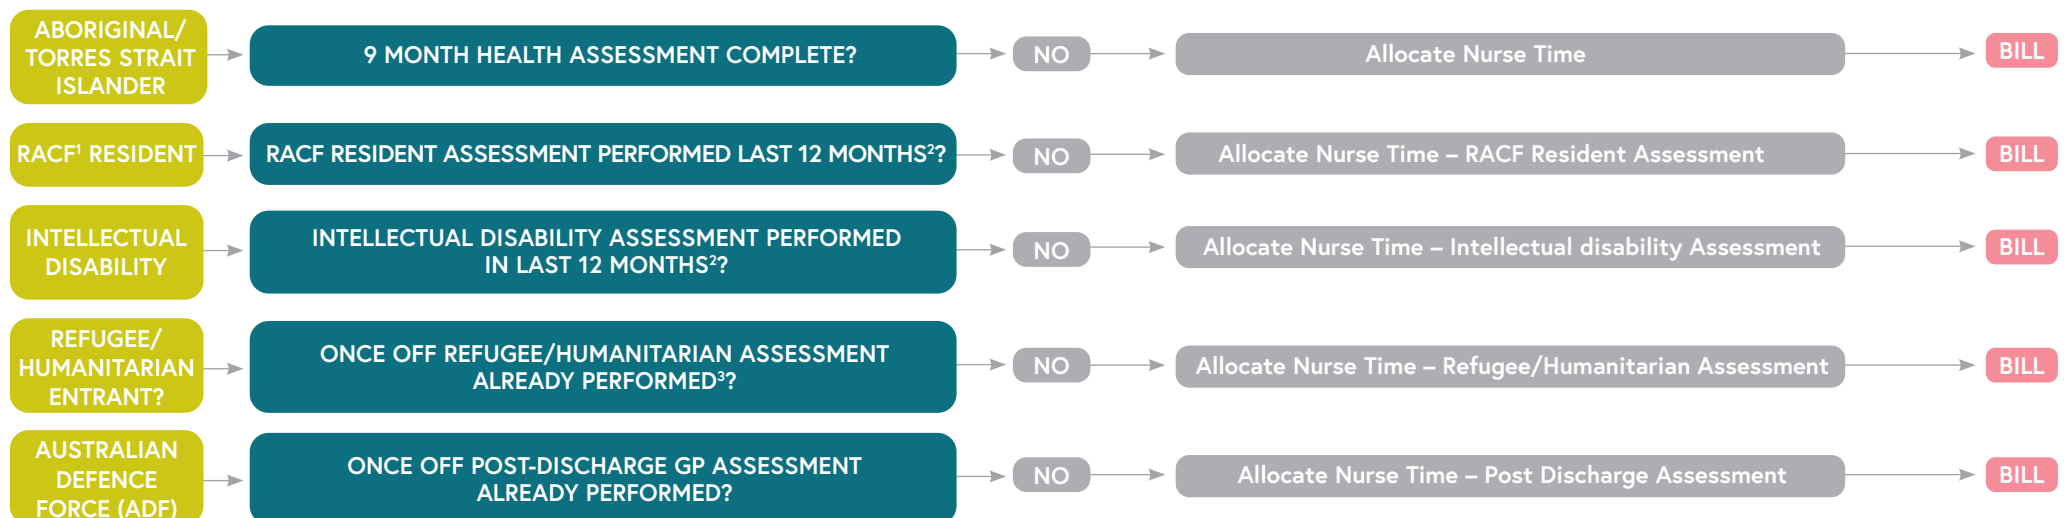 ABORIGINAL/
TORRES STRAIT
ISLANDER
9 MONTH HEALTH ASSESSMENT COMPLETE?
NO
Allocate Nurse Time
BILL
RACF¹ RESIDENT
RACF RESIDENT ASSESSMENT PERFORMED LAST 12 MONTHS²?
NO
Allocate Nurse Time – RACF Resident Assessment
BILL
INTELLECTUAL
DISABILITY
INTELLECTUAL DISABILITY ASSESSMENT PERFORMED
IN LAST 12 MONTHS²?
NO
Allocate Nurse Time – Intellectual disability Assessment
BILL
REFUGEE/
HUMANITARIAN
ENTRANT?
ONCE OFF REFUGEE/HUMANITARIAN ASSESSMENT
ALREADY PERFORMED³?
NO
Allocate Nurse Time – Refugee/Humanitarian Assessment
BILL
AUSTRALIAN
DEFENCE
FORCE (ADF)
ONCE OFF POST-DISCHARGE GP ASSESSMENT
ALREADY PERFORMED?
NO
Allocate Nurse Time – Post Discharge Assessment
BILL